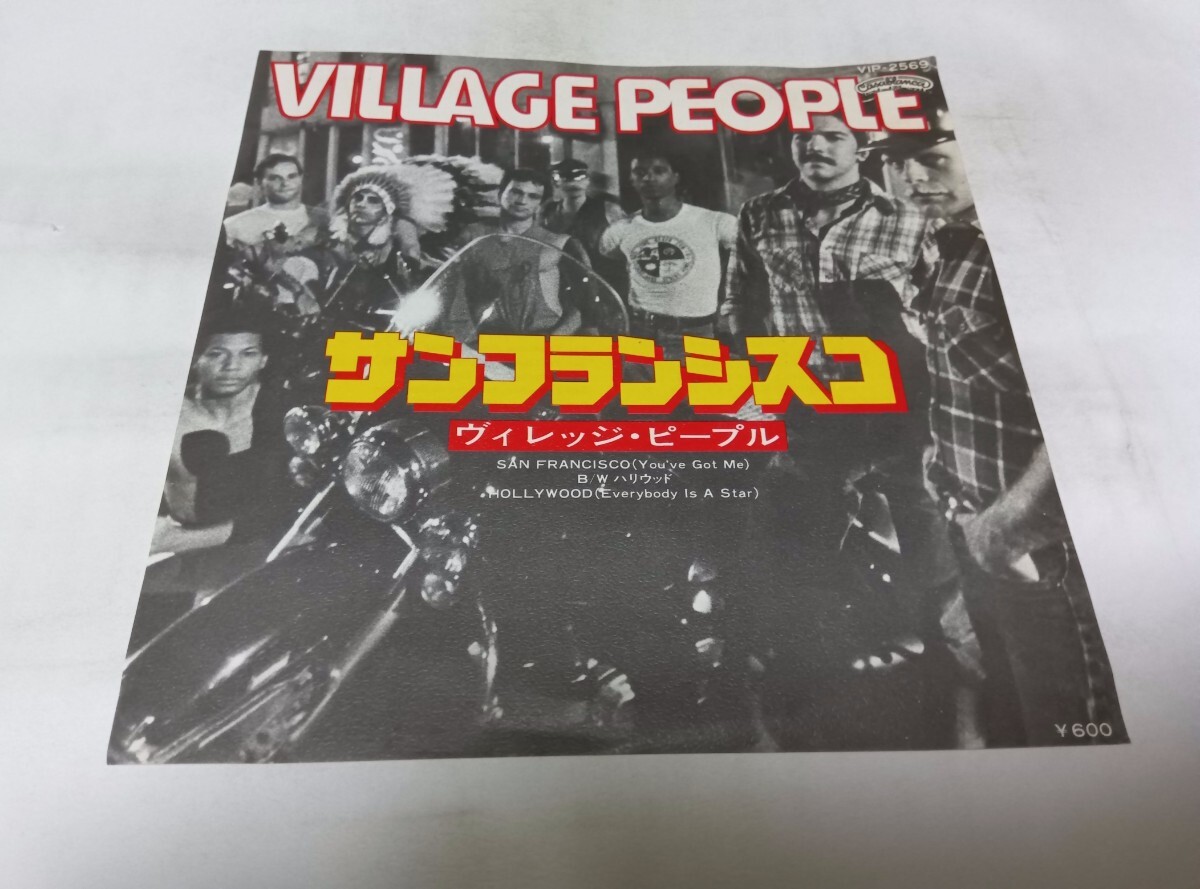 VIP-2569
Casablanca
VILLAGE PEOPLE
サンフランシスコ
ヴィレッジ・ピープル
SAN FRANCISCO (You've Got Me)
B/W ハリウッド
HOLLYWOOD (Everybody Is A Star)
¥600